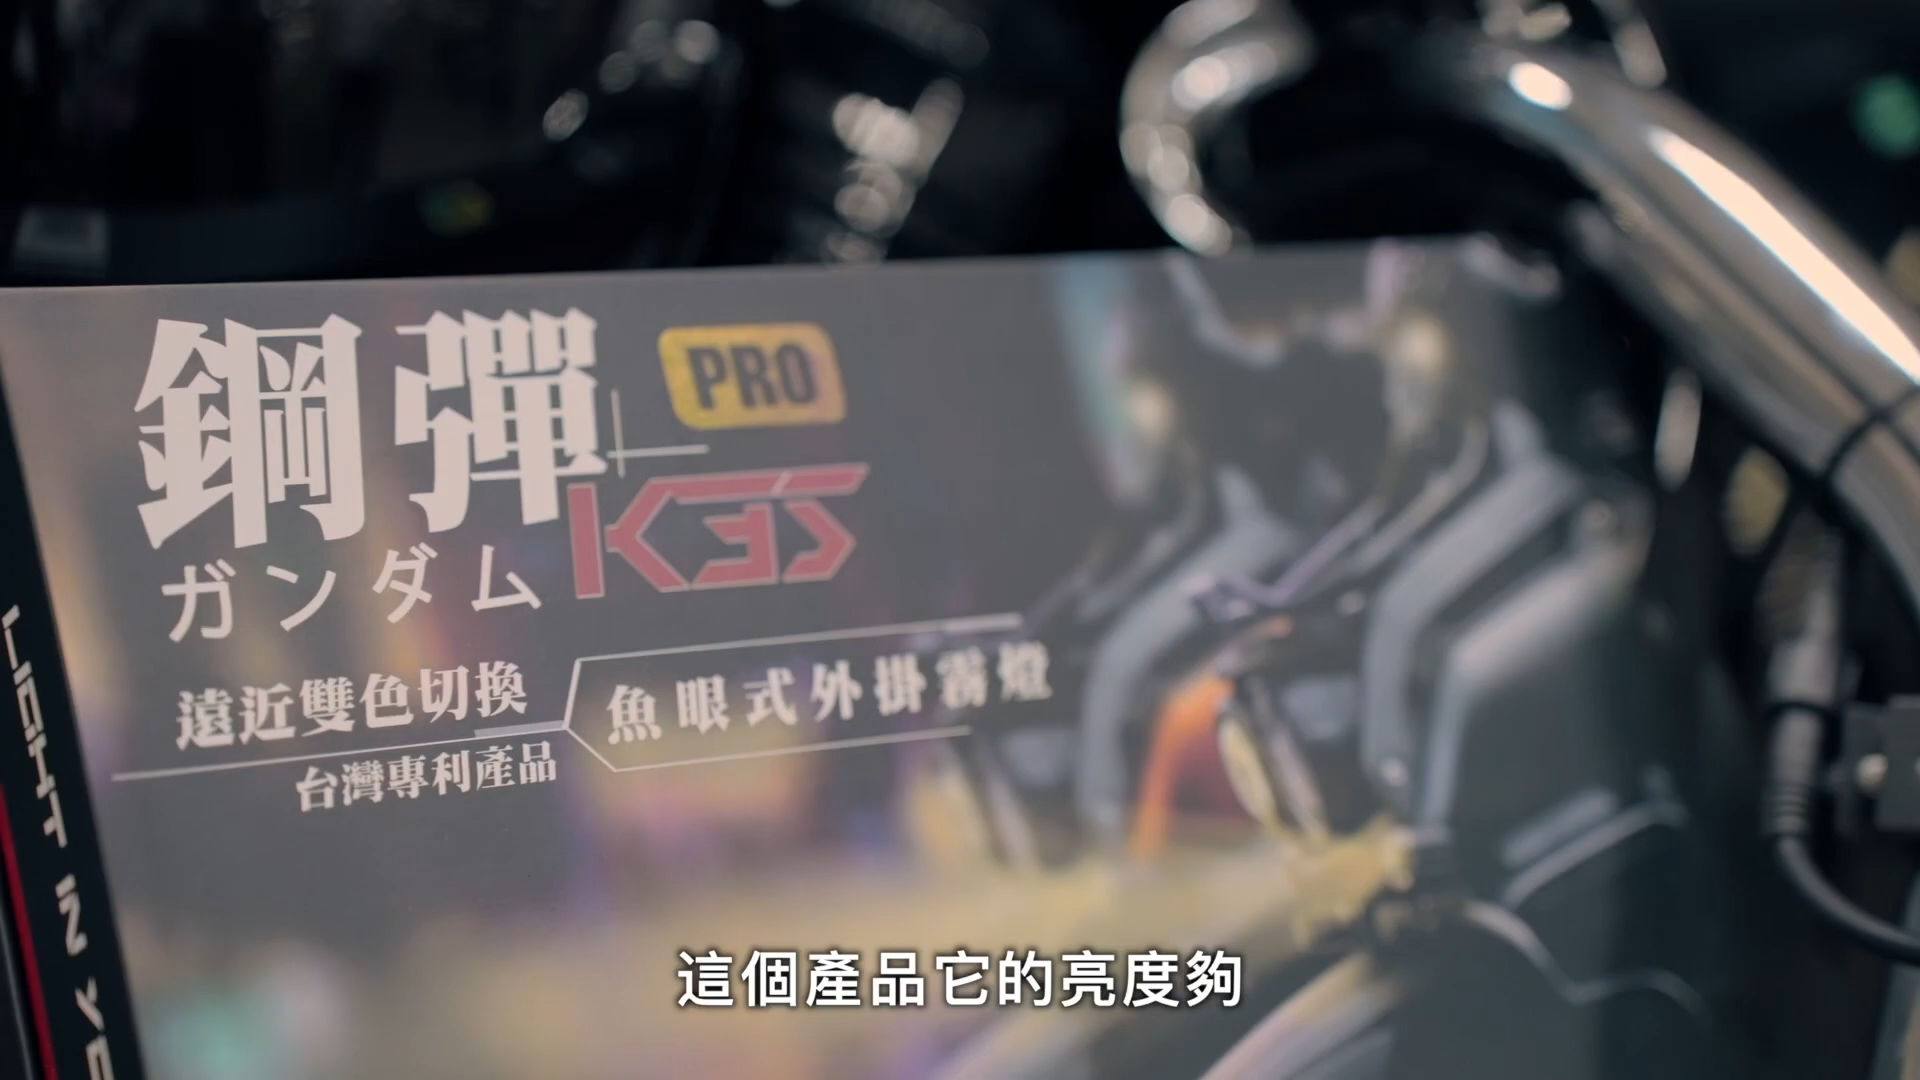 鋼彈
PRO
K3S
ガンダム
遠近雙色切換
魚眼式外掛霧燈
台灣專利產品
LIGHT IN
這個產品它的亮度夠